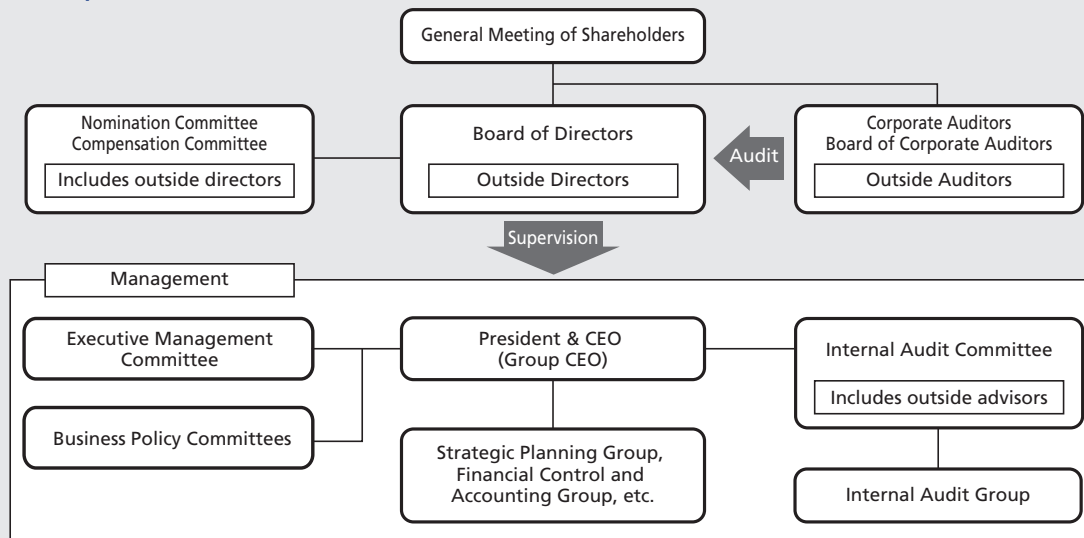 General Meeting of Shareholders
Nomination Committee
Compensation Committee
Includes outside directors
Board of Directors
Outside Directors
Audit
Corporate Auditors
Board of Corporate Auditors
Outside Auditors
Supervision
Management
Executive Management
Committee
Business Policy Committees
President & CEO
(Group CEO)
Strategic Planning Group,
Financial Control and
Accounting Group, etc.
Internal Audit Committee
Includes outside advisors
Internal Audit Group